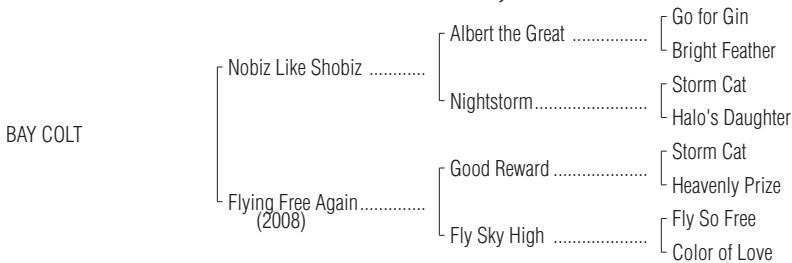 Go for Gin
Albert the Great ................
Bright Feather
Nobiz Like Shobiz ............
Storm Cat
Nightstorm........................
Halo's Daughter
BAY COLT
Storm Cat
Good Reward ....................
Heavenly Prize
Flying Free Again..............
(2008)
Fly So Free
Fly Sky High ....................
Color of Love